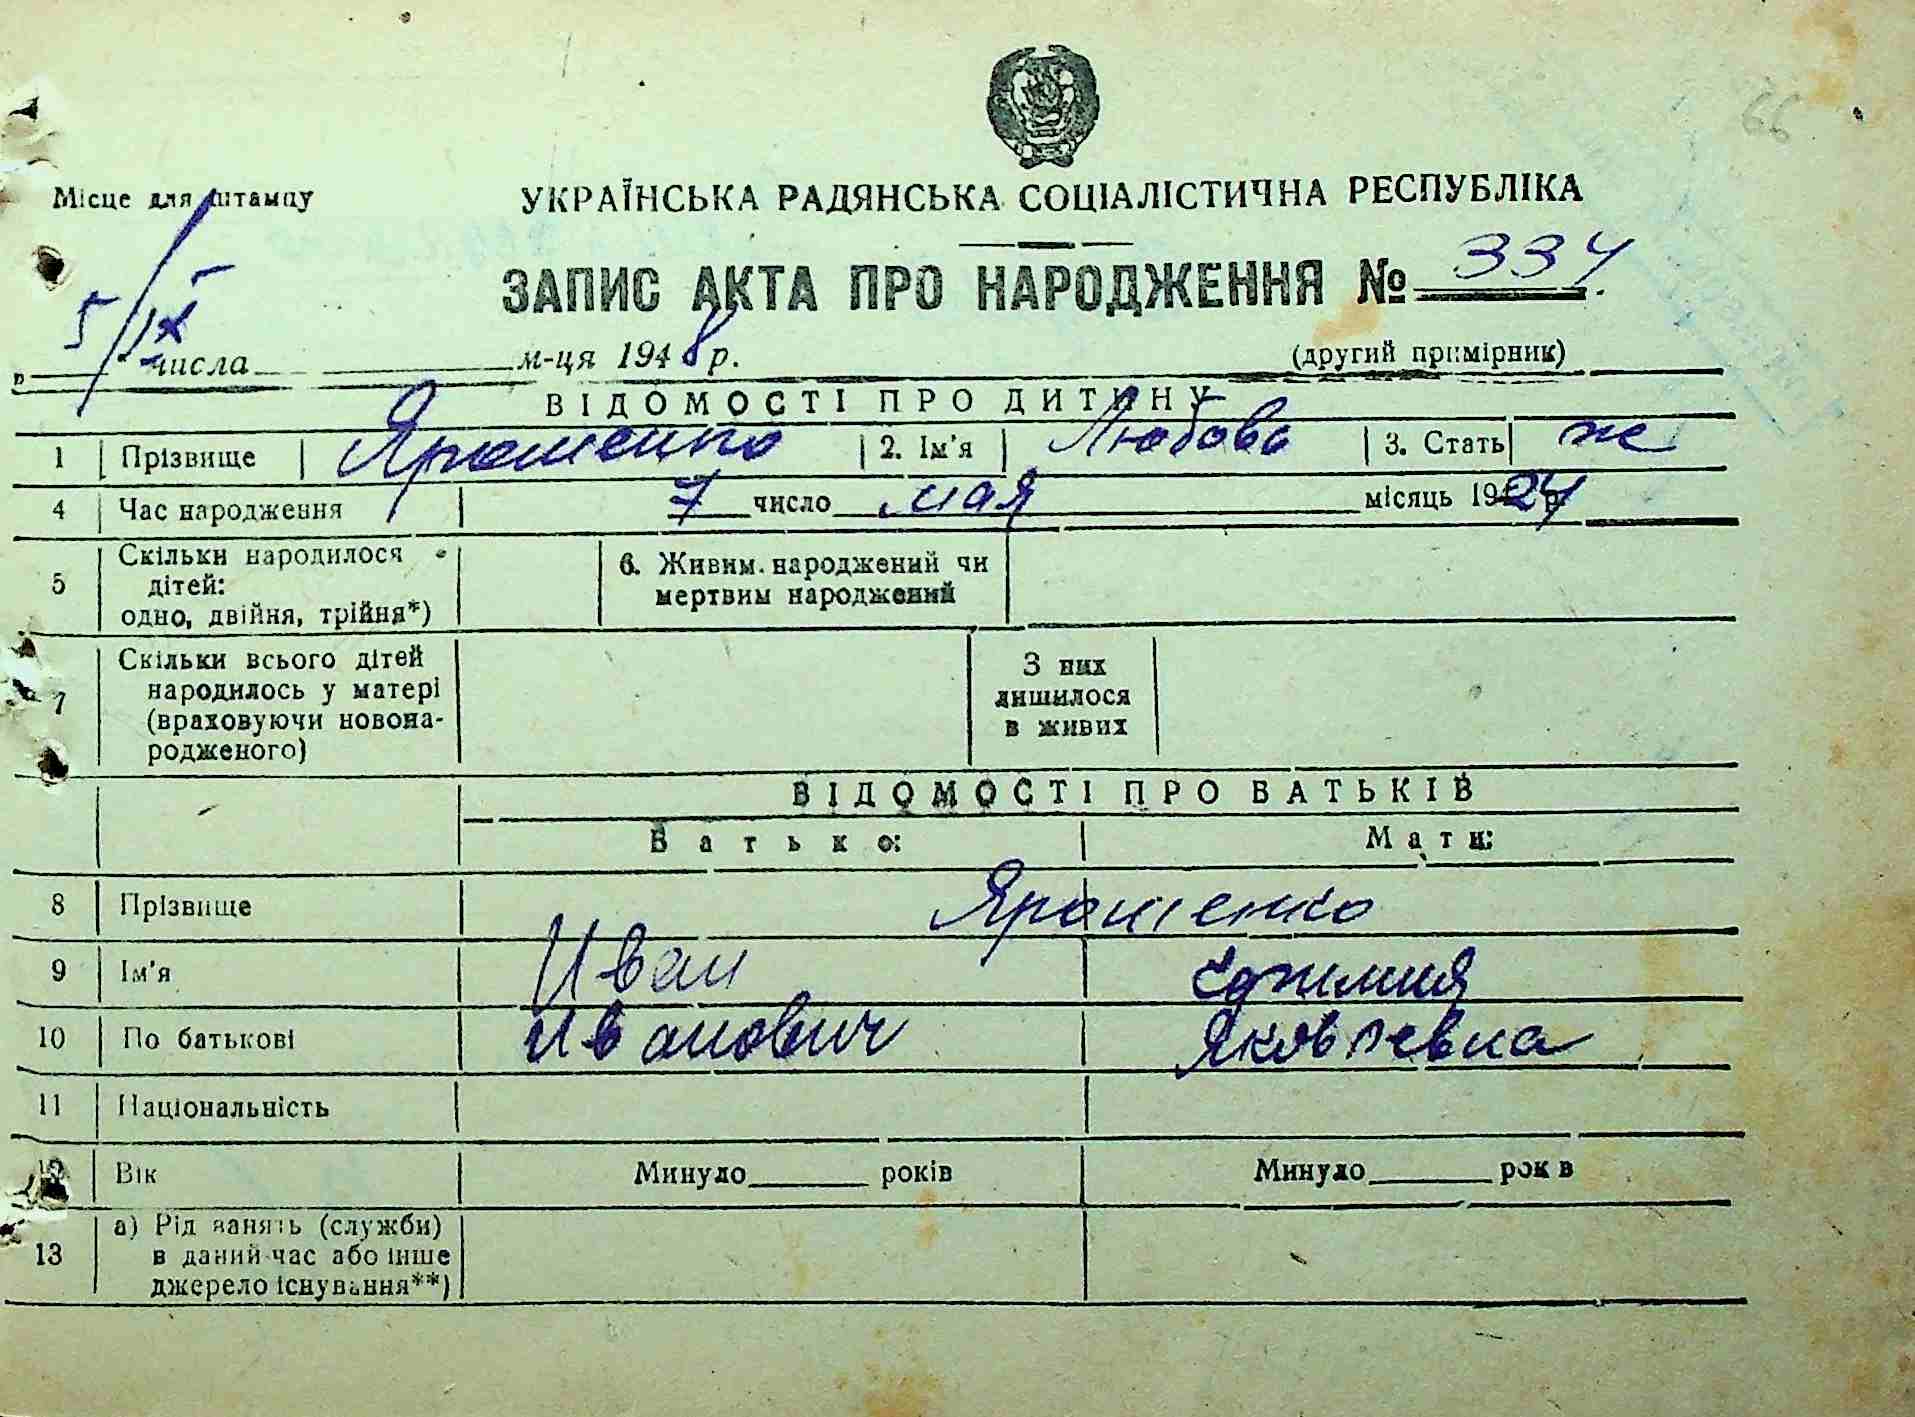 66
Місце для штампу
УКРАЇНСЬКА РАДЯНСЬКА СОЦІАЛІСТИЧНА РЕСПУБЛІКА
ЗАПИС АКТА ПРО НАРОДЖЕННЯ № 334
5/IX
„ числа м-ця 1948 р. (другий примірник)
ВІДОМОСТІ ПРО ДИТИНУ
1 Прізвище Ярошенко 2. Ім'я Любовь 3. Стать ж
4 Час народження 7 число мая місяць 1924 р.
5 Скільки народилося дітей: одно, двійня, трійня*) 6. Живим народжений чи мертвим народжений
7 Скільки всього дітей народилось у матері (враховуючи новонародженого) З них лишилося в живих
ВІДОМОСТІ ПРО БАТЬКІВ
Батько: Мати:
8 Прізвище Ярошенко
9 Ім'я Иван Ефимия
10 По батькові Иванович Яковлевна
11 Національність
12 Вік Минуло років Минуло рок в
13 а) Рід занять (служби) в даний час або інше джерело існування**)